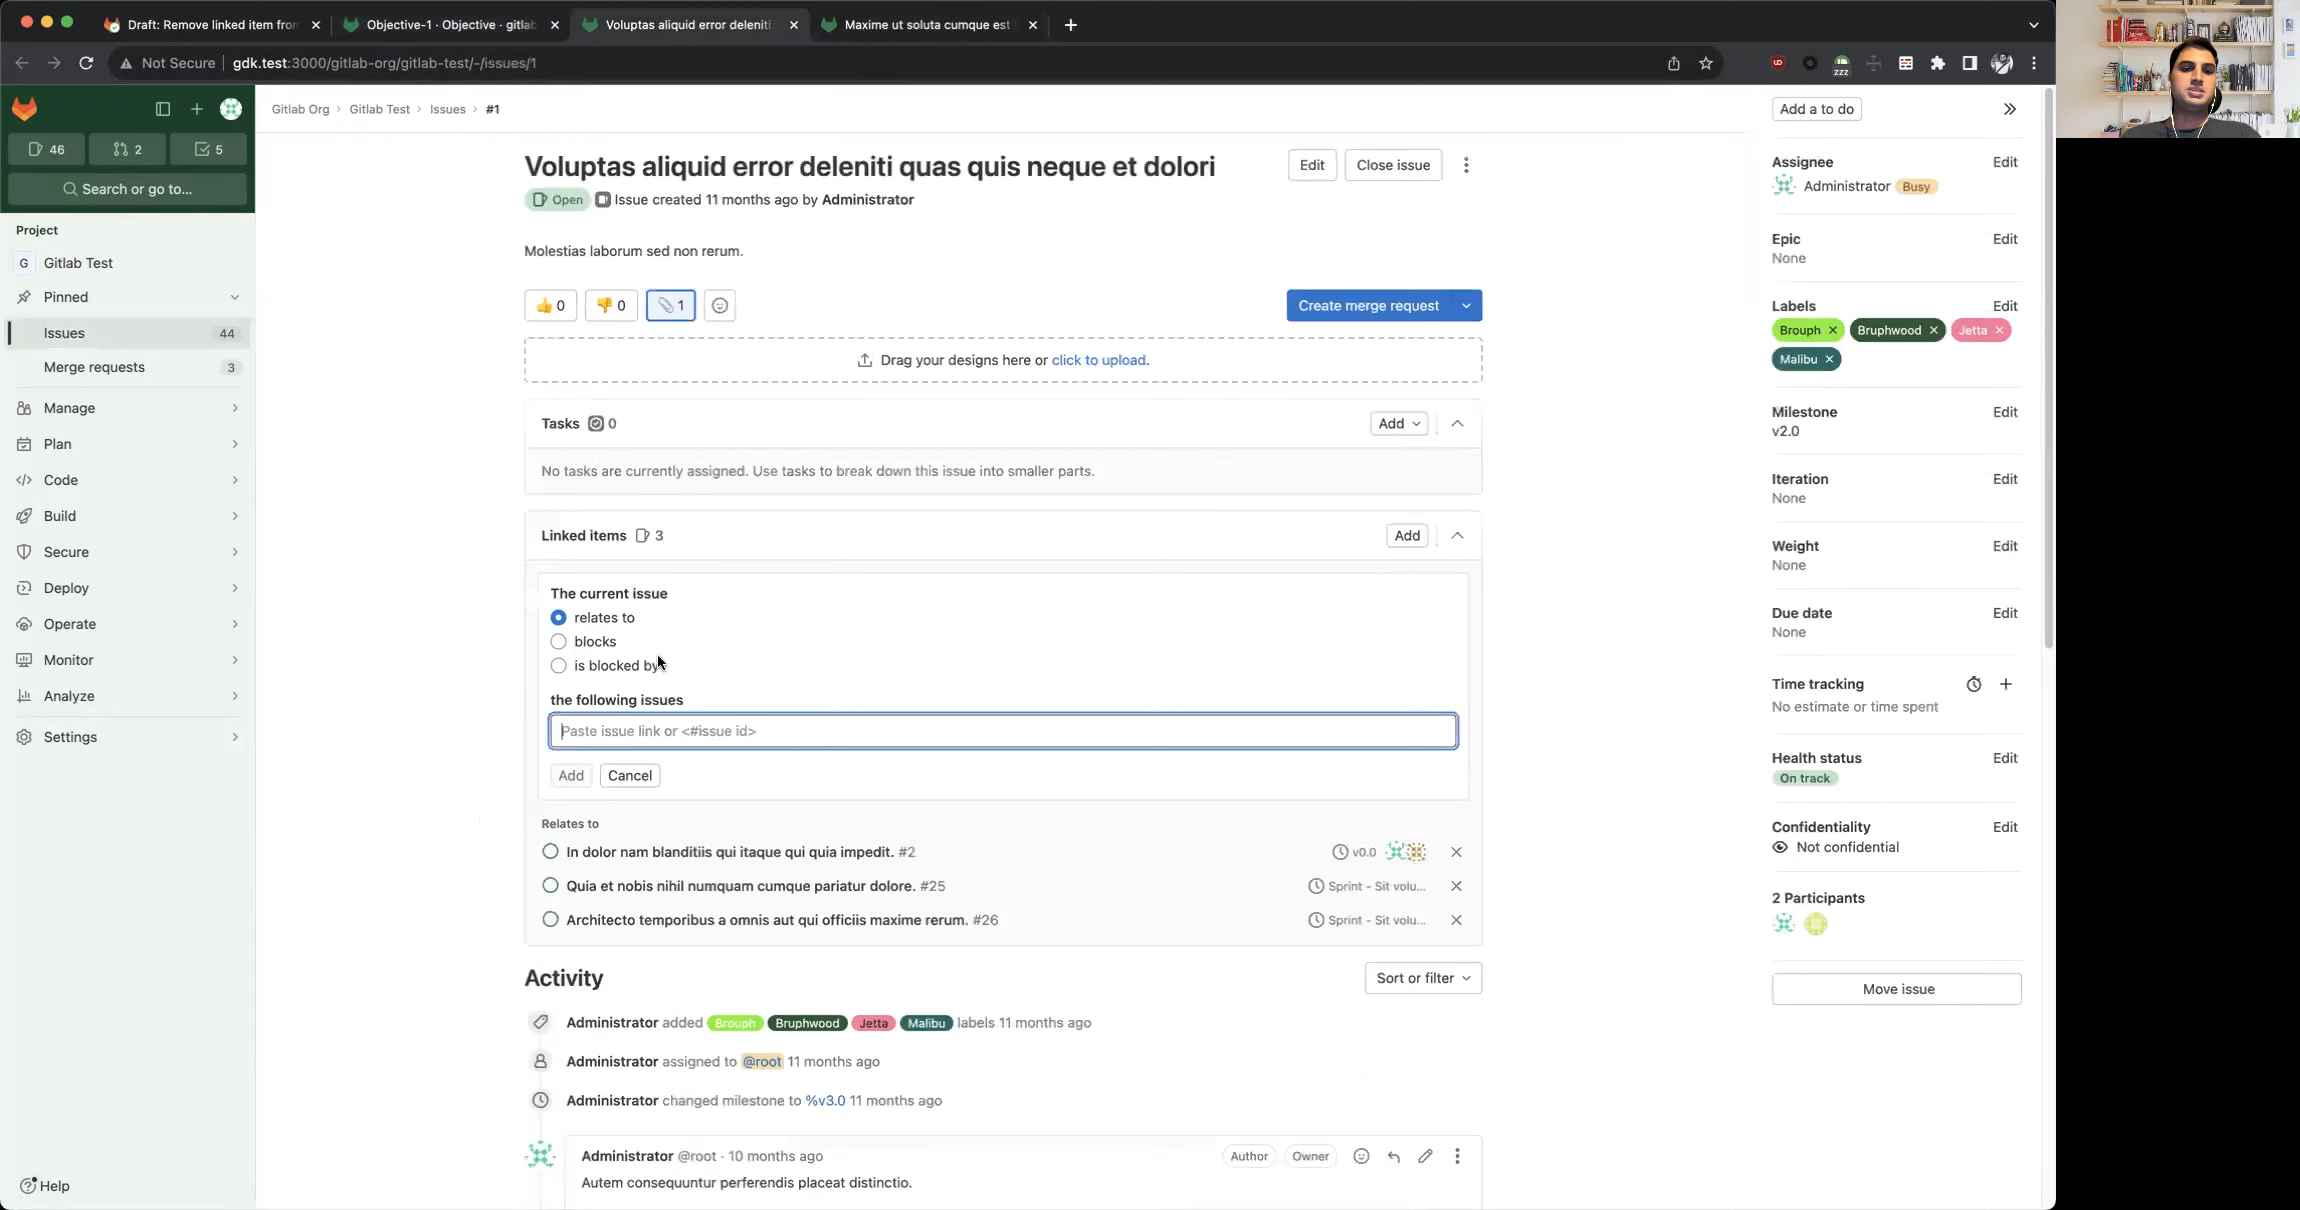 Draft: Remove linked item fron
Objective-1 · Objective · gitlab
Voluptas aliquid error deleniti
Maxime ut soluta cumque est
Not Secure
gdk.test:3000/gitlab-org/gitlab-test/-/issues/1
zzz
46
2
5
Search or go to...
Project
G Gitlab Test
Pinned
Issues 44
Merge requests 3
Manage
Plan
Code
Build
Secure
Deploy
Operate
Monitor
Analyze
Settings
Help
Gitlab Org › Gitlab Test › Issues › #1
Voluptas aliquid error deleniti quas quis neque et dolori
Edit
Close issue
Open
Issue created 11 months ago by Administrator
Molestias laborum sed non rerum.
0
0
1
Create merge request
Drag your designs here or click to upload.
Tasks 0
Add
No tasks are currently assigned. Use tasks to break down this issue into smaller parts.
Linked items 3
Add
The current issue
relates to
blocks
is blocked by
the following issues
Paste issue link or <#issue id>
Add
Cancel
Relates to
In dolor nam blanditiis qui itaque qui quia impedit. #2
v0.0
Quia et nobis nihil numquam cumque pariatur dolore. #25
Sprint - Sit volu...
Architecto temporibus a omnis aut qui officiis maxime rerum. #26
Sprint - Sit volu...
Activity
Sort or filter
Administrator added Brouph Bruphwood Jetta Malibu labels 11 months ago
Administrator assigned to @root 11 months ago
Administrator changed milestone to %v3.0 11 months ago
Administrator @root · 10 months ago
Author
Owner
Autem consequuntur perferendis placeat distinctio.
Add a to do
Assignee Edit
Administrator Busy
Epic Edit
None
Labels Edit
Brouph
Bruphwood
Jetta
Malibu
Milestone Edit
v2.0
Iteration Edit
None
Weight Edit
None
Due date Edit
None
Time tracking
No estimate or time spent
Health status Edit
On track
Confidentiality Edit
Not confidential
2 Participants
Move issue